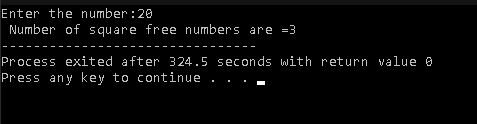 Enter the number:20
 Number of square free numbers are =3
--------------------------------
Process exited after 324.5 seconds with return value 0
Press any key to continue . . .